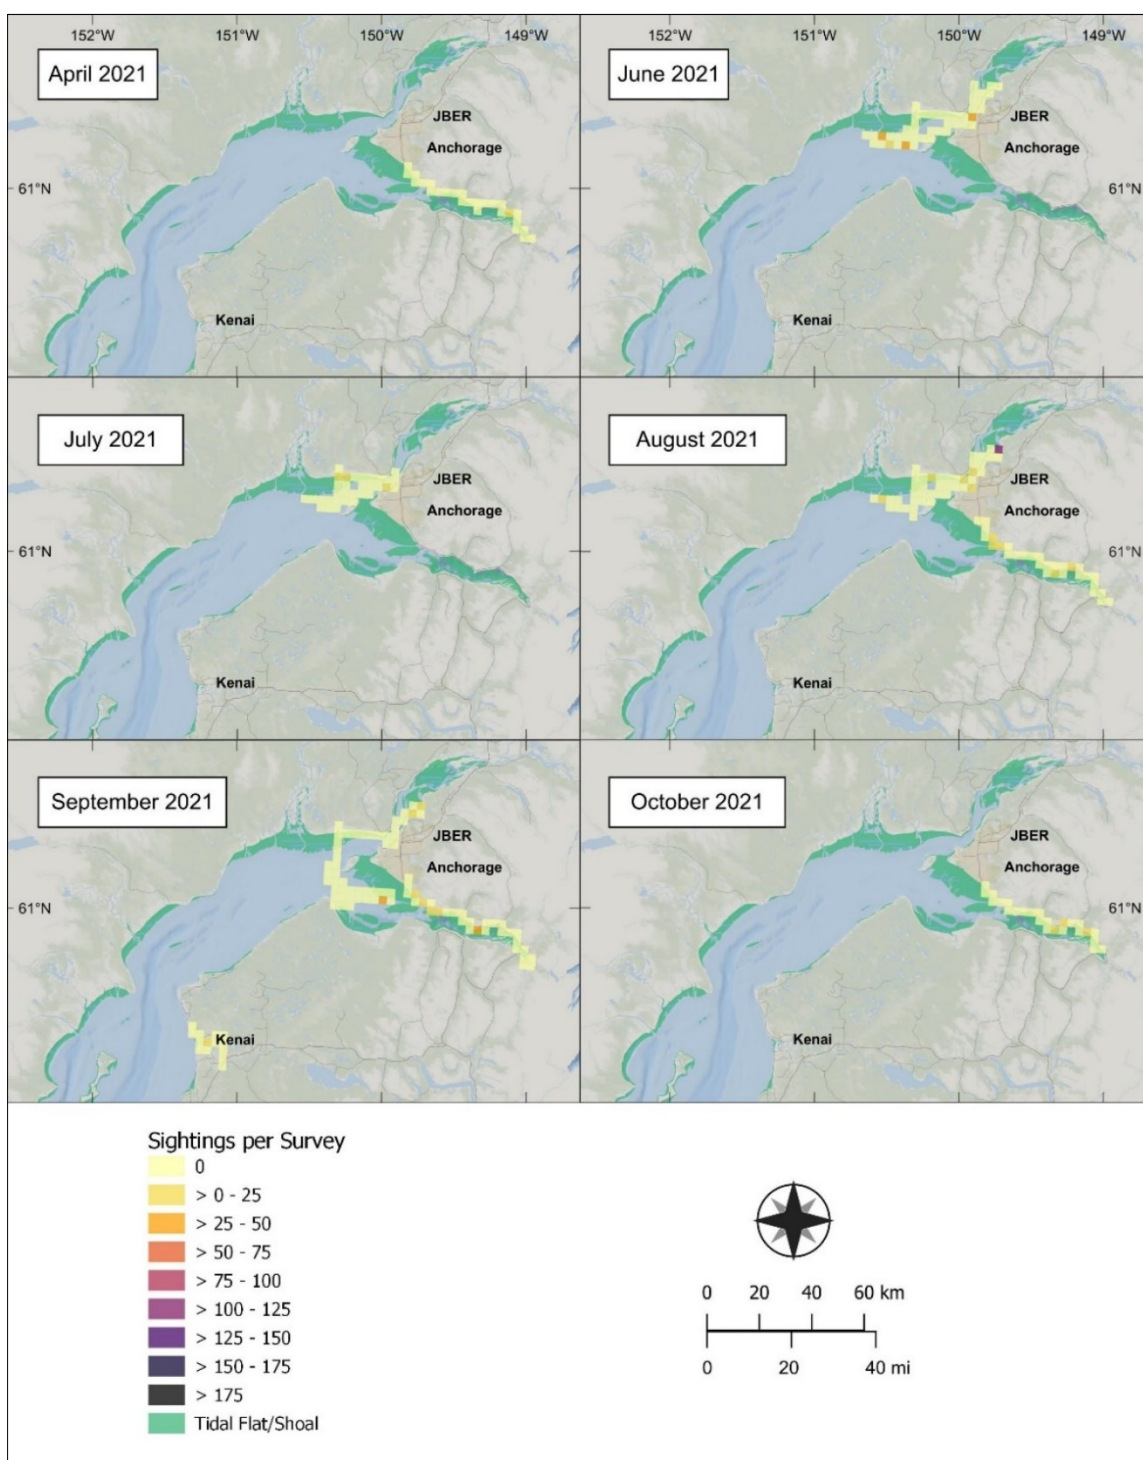 152°W 151°W 150°W 149°W 152°W 151°W 150°W 149°W
April 2021
JBER
Anchorage
61°N
Kenai
June 2021
JBER
Anchorage
61°N
Kenai
July 2021
JBER
Anchorage
61°N
Kenai
August 2021
JBER
Anchorage
61°N
Kenai
September 2021
JBER
Anchorage
61°N
Kenai
October 2021
JBER
Anchorage
61°N
Kenai
Sightings per Survey
0
> 0 - 25
> 25 - 50
> 50 - 75
> 75 - 100
> 100 - 125
> 125 - 150
> 150 - 175
> 175
Tidal Flat/Shoal
0 20 40 60 km
0 20 40 mi